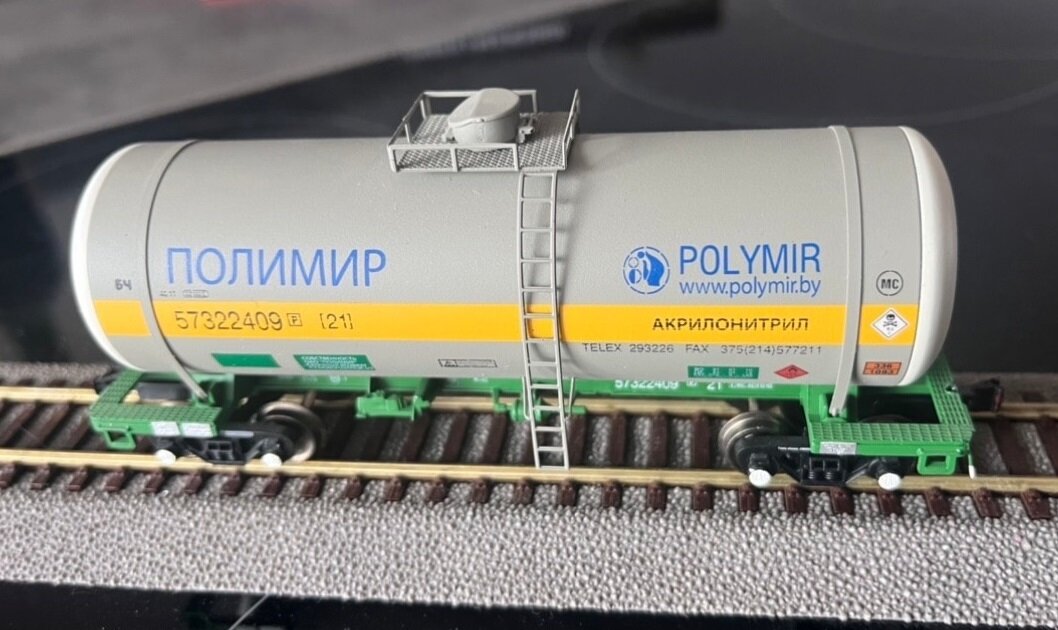 ПОЛИМИР
POLYMIR
www.polymir.by
БЧ
МС
57322409 Р [21]
АКРИЛОНИТРИЛ
TELEX 293226 FAX 375(214)577211
СОБСТВЕННОСТЬ
336
1093
57322409 21